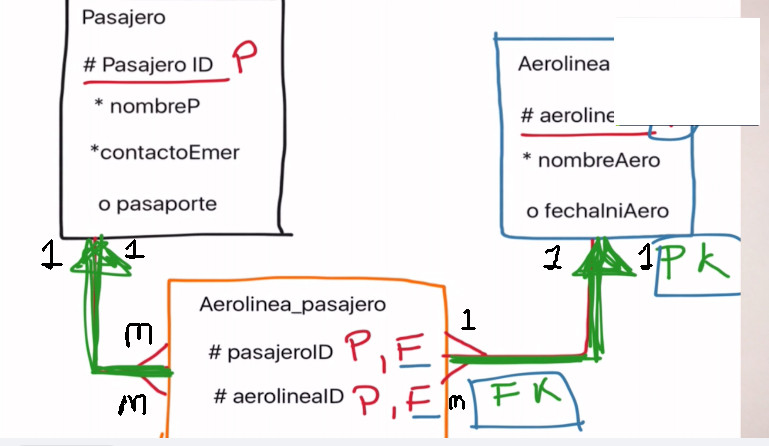 Pasajero
# Pasajero ID P
* nombreP
*contactoEmer
o pasaporte
1 1
Aerolinea
# aeroline
* nombreAero
o fechaIniAero
1 1 PK
Aerolinea_pasajero
m 1
# pasajeroID P, F
# aerolineaID P, F
m m FK